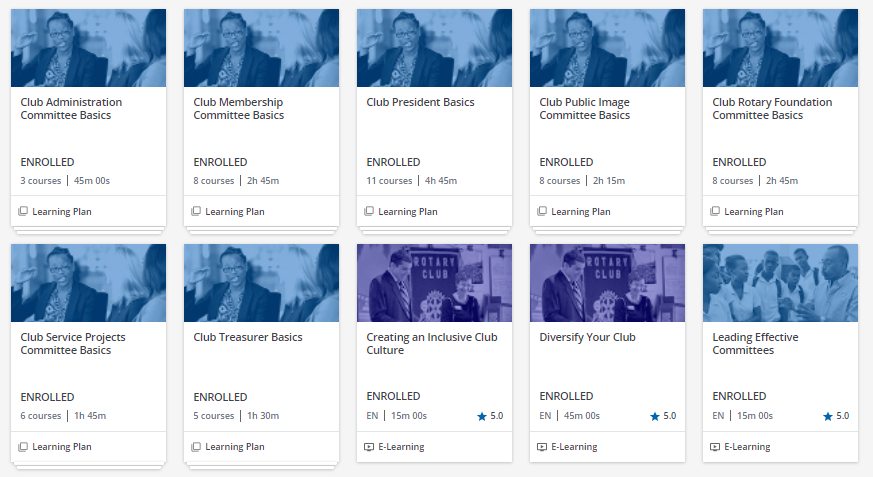 Club Administration
Committee Basics
ENROLLED
3 courses | 45m 00s
Learning Plan
Club Membership
Committee Basics
ENROLLED
8 courses | 2h 45m
Learning Plan
Club President Basics
ENROLLED
11 courses | 4h 45m
Learning Plan
Club Public Image
Committee Basics
ENROLLED
8 courses | 2h 15m
Learning Plan
Club Rotary Foundation
Committee Basics
ENROLLED
8 courses | 2h 45m
Learning Plan
Club Service Projects
Committee Basics
ENROLLED
6 courses | 1h 45m
Learning Plan
Club Treasurer Basics
ENROLLED
5 courses | 1h 30m
Learning Plan
ROTARY
CLUB
Creating an Inclusive Club
Culture
ENROLLED
EN | 15m 00s ★ 5.0
E-Learning
ROTARY
CLUB
Diversify Your Club
ENROLLED
EN | 45m 00s ★ 5.0
E-Learning
Leading Effective
Committees
ENROLLED
EN | 15m 00s ★ 5.0
E-Learning